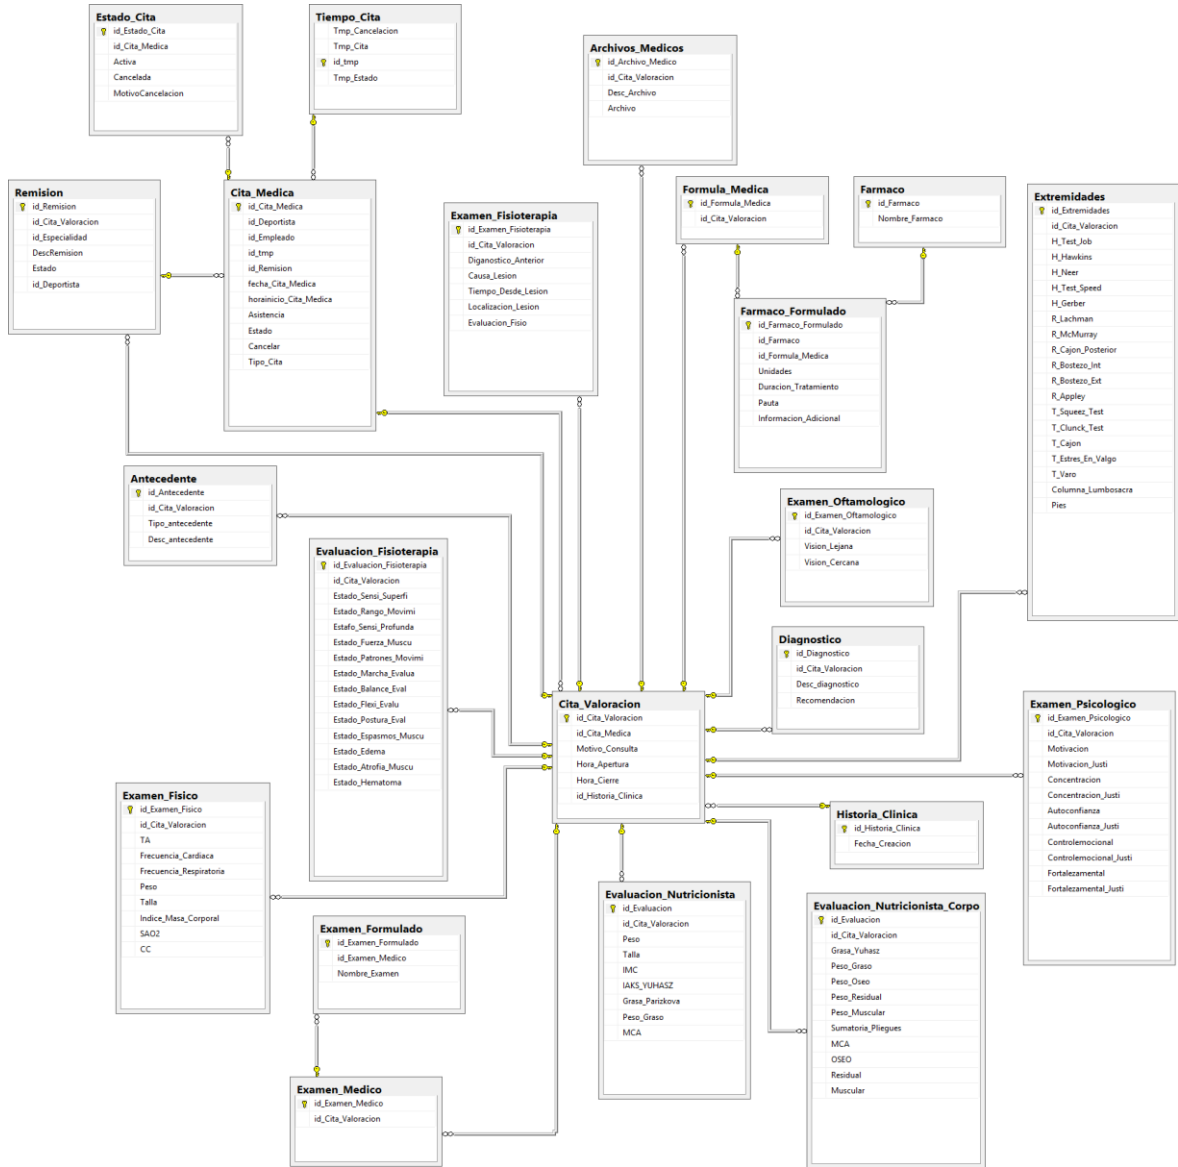 Estado_Cita
id_Estado_Cita
id_Cita_Medica
Activa
Cancelada
MotivoCancelacion
Tiempo_Cita
Tmp_Cancelacion
Tmp_Cita
id_tmp
Tmp_Estado
Archivos_Medicos
id_Archivo_Medico
id_Cita_Valoracion
Desc_Archivo
Archivo
Remision
id_Remision
id_Cita_Valoracion
id_Especialidad
DescRemision
Estado
id_Deportista
Cita_Medica
id_Cita_Medica
id_Deportista
id_Empleado
id_tmp
id_Remision
fecha_Cita_Medica
horainicio_Cita_Medica
Asistencia
Estado
Cancelar
Tipo_Cita
Examen_Fisioterapia
id_Examen_Fisioterapia
id_Cita_Valoracion
Diganostico_Anterior
Causa_Lesion
Tiempo_Desde_Lesion
Localizacion_Lesion
Evaluacion_Fisio
Formula_Medica
id_Formula_Medica
id_Cita_Valoracion
Farmaco
id_Farmaco
Nombre_Farmaco
Extremidades
id_Extremidades
id_Cita_Valoracion
H_Test_Job
H_Hawkins
H_Neer
H_Test_Speed
H_Gerber
R_Lachman
R_McMurray
R_Cajon_Posterior
R_Bostezo_Int
R_Bostezo_Ext
R_Appley
T_Squeez_Test
T_Clunck_Test
T_Cajon
T_Estres_En_Valgo
T_Varo
Columna_Lumbosacra
Pies
Farmaco_Formulado
id_Farmaco_Formulado
id_Farmaco
id_Formula_Medica
Unidades
Duracion_Tratamiento
Pauta
Informacion_Adicional
Antecedente
id_Antecedente
id_Cita_Valoracion
Tipo_antecedente
Desc_antecedente
Evaluacion_Fisioterapia
id_Evaluacion_Fisioterapia
id_Cita_Valoracion
Estado_Sensi_Superfi
Estado_Rango_Movimi
Estafo_Sensi_Profunda
Estado_Fuerza_Muscu
Estado_Patrones_Movimi
Estado_Marcha_Evalua
Estado_Balance_Eval
Estado_Flexi_Evalu
Estado_Postura_Eval
Estado_Espasmos_Muscu
Estado_Edema
Estado_Atrofia_Muscu
Estado_Hematoma
Examen_Oftamologico
id_Examen_Oftamologico
id_Cita_Valoracion
Vision_Lejana
Vision_Cercana
Diagnostico
id_Diagnostico
id_Cita_Valoracion
Desc_diagnostico
Recomendacion
Cita_Valoracion
id_Cita_Valoracion
id_Cita_Medica
Motivo_Consulta
Hora_Apertura
Hora_Cierre
id_Historia_Clinica
Examen_Psicologico
id_Examen_Psicologico
id_Cita_Valoracion
Motivacion
Motivacion_Justi
Concentracion
Concentracion_Justi
Autoconfianza
Autoconfianza_Justi
Controlemocional
Controlemocional_Justi
Fortalezamental
Fortalezamental_Justi
Examen_Fisico
id_Examen_Fisico
id_Cita_Valoracion
TA
Frecuencia_Cardiaca
Frecuencia_Respiratoria
Peso
Talla
Indice_Masa_Corporal
SAO2
CC
Historia_Clinica
id_Historia_Clinica
Fecha_Creacion
Evaluacion_Nutricionista
id_Evaluacion
id_Cita_Valoracion
Peso
Talla
IMC
IAKS_YUHASZ
Grasa_Parizkova
Peso_Graso
MCA
Evaluacion_Nutricionista_Corpo
id_Evaluacion
id_Cita_Valoracion
Grasa_Yuhasz
Peso_Graso
Peso_Oseo
Peso_Residual
Peso_Muscular
Sumatoria_Pliegues
MCA
OSEO
Residual
Muscular
Examen_Formulado
id_Examen_Formulado
id_Examen_Medico
Nombre_Examen
Examen_Medico
id_Examen_Medico
id_Cita_Valoracion